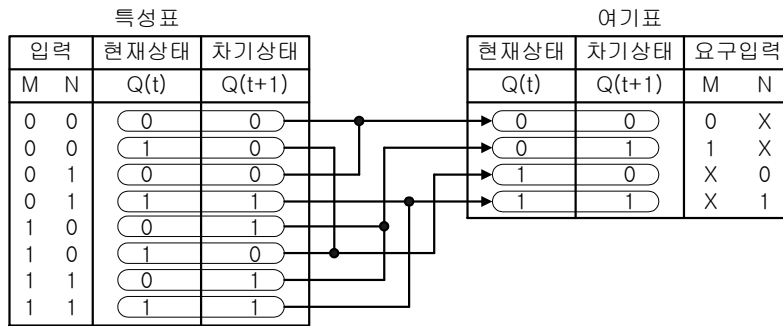 특성표
입력 현재상태 차기상태
M N Q(t) Q(t+1)
0 0 0 0
0 0 1 0
0 1 0 0
0 1 1 1
1 0 0 1
1 0 1 0
1 1 0 1
1 1 1 1
여기표
현재상태 차기상태 요구입력
Q(t) Q(t+1) M N
0 0 0 X
0 1 1 X
1 0 X 0
1 1 X 1